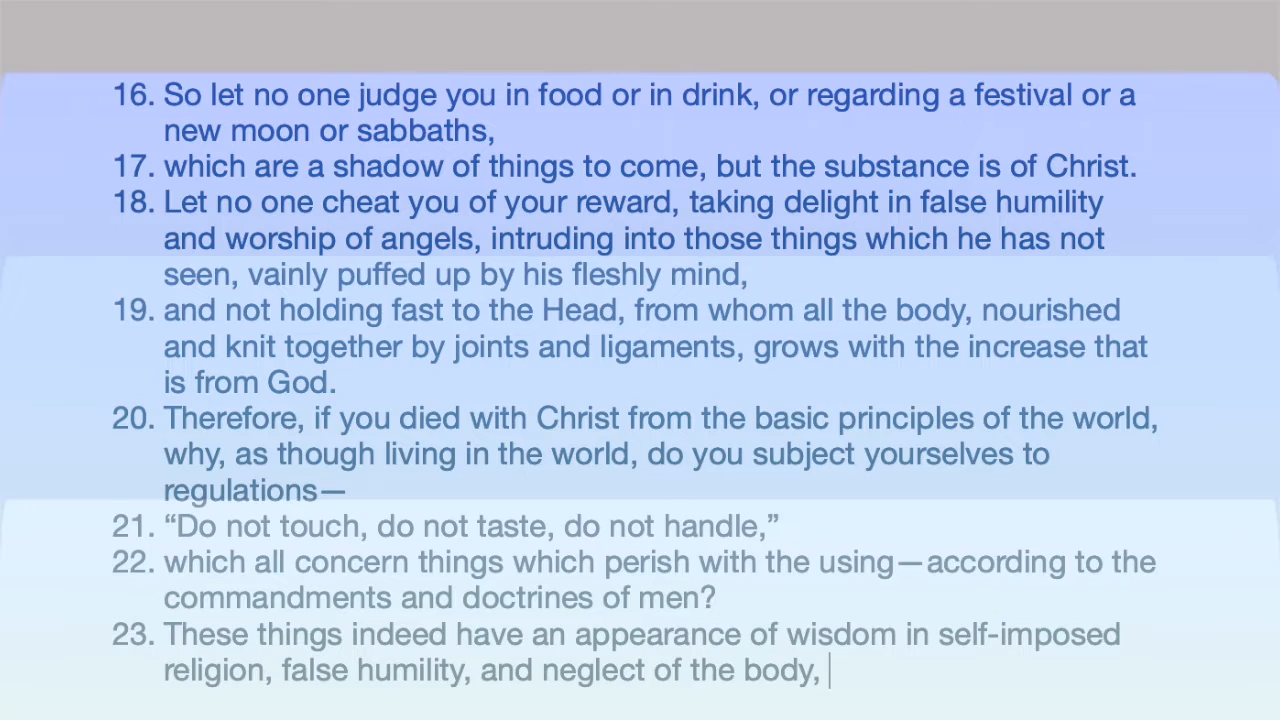 16. So let no one judge you in food or in drink, or regarding a festival or a
new moon or sabbaths,
17. which are a shadow of things to come, but the substance is of Christ.
18. Let no one cheat you of your reward, taking delight in false humility
and worship of angels, intruding into those things which he has not
seen, vainly puffed up by his fleshly mind,
19. and not holding fast to the Head, from whom all the body, nourished
and knit together by joints and ligaments, grows with the increase that
is from God.
20. Therefore, if you died with Christ from the basic principles of the world,
why, as though living in the world, do you subject yourselves to
regulations—
21. “Do not touch, do not taste, do not handle,”
22. which all concern things which perish with the using—according to the
commandments and doctrines of men?
23. These things indeed have an appearance of wisdom in self-imposed
religion, false humility, and neglect of the body,